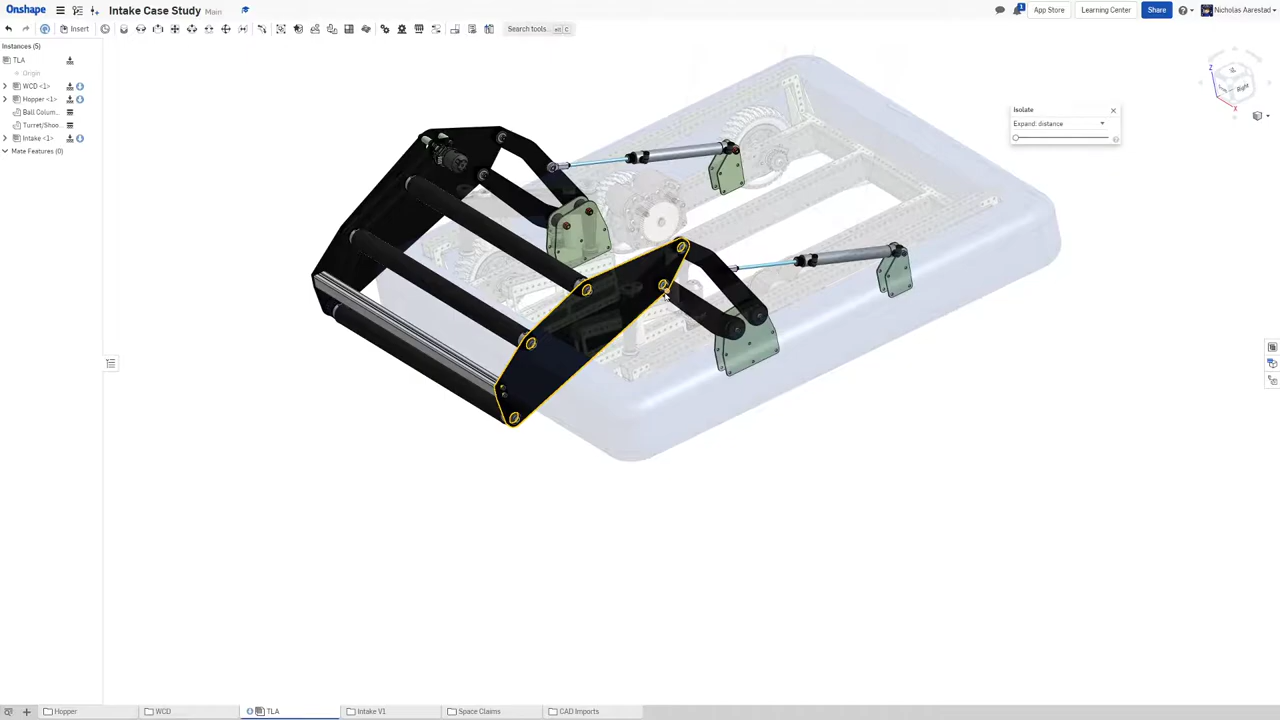 Onshape
Intake Case Study Main
App Store
Learning Center
Share
Nicholas Aarestad
Insert
Search tools...
alt C
Instances (5)
TLA
Origin
WCD <1>
Hopper <1>
Ball Colum...
Turret/Shoo...
Intake <1>
Mate Features (0)
Isolate
Expand: distance
Z
Right
X
Hopper
WCD
TLA
Intake V1
Space Claims
CAD Imports